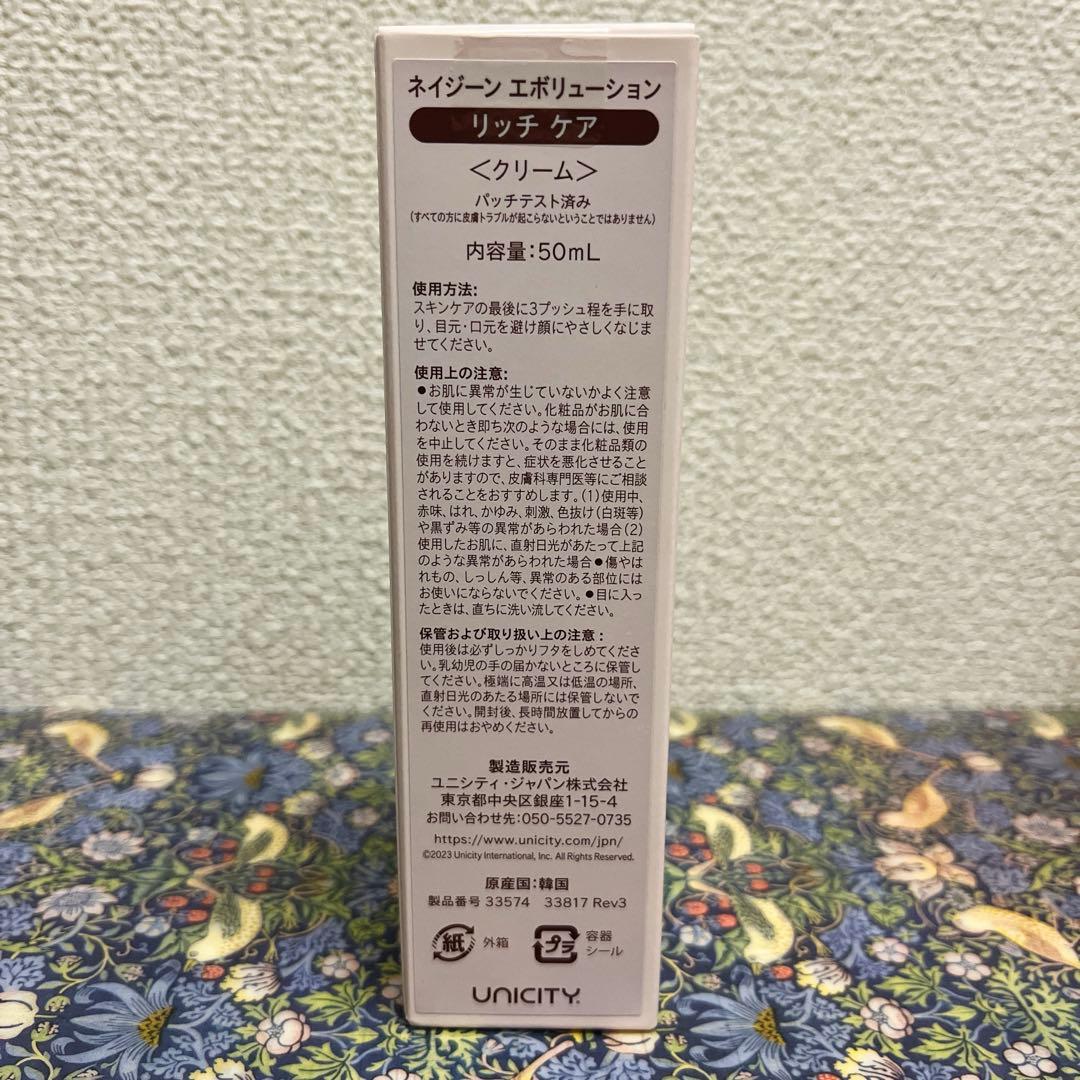 ネイジーン エボリューション
リッチ ケア
＜クリーム＞
パッチテスト済み
(すべての方に皮膚トラブルが起こらないということではありません)
内容量：50mL
使用方法：
スキンケアの最後に3プッシュ程を手に取
り、目元・口元を避け顔にやさしくなじま
せてください。
使用上の注意：
●お肌に異常が生じていないかよく注意
して使用してください。化粧品がお肌に合
わないとき即ち次のような場合には、使用
を中止してください。そのまま化粧品類の
使用を続けますと、症状を悪化させること
がありますので、皮膚科専門医等にご相談
されることをおすすめします。(1)使用中、
赤味、はれ、かゆみ、刺激、色抜け(白斑等)
や黒ずみ等の異常があらわれた場合(2)
使用したお肌に、直射日光があたって上記
のような異常があらわれた場合●傷やは
れもの、しっしん等、異常のある部位には
お使いにならないでください。●目に入っ
たときは、直ちに洗い流してください。
保管および取り扱い上の注意：
使用後は必ずしっかりフタをしめてくださ
い。乳幼児の手の届かないところに保管し
てください。極端に高温又は低温の場所、
直射日光のあたる場所には保管しないで
ください。開封後、長時間放置してからの
再使用はおやめください。
製造販売元
ユニシティ・ジャパン株式会社
東京都中央区銀座1-15-4
お問い合わせ先：050-5527-0735
https://www.unicity.com/jpn/
©2023 Unicity International, Inc. All Rights Reserved.
原産国：韓国
製品番号 33574 33817 Rev3
紙 外箱 プラ 容器
シール
UNICITY